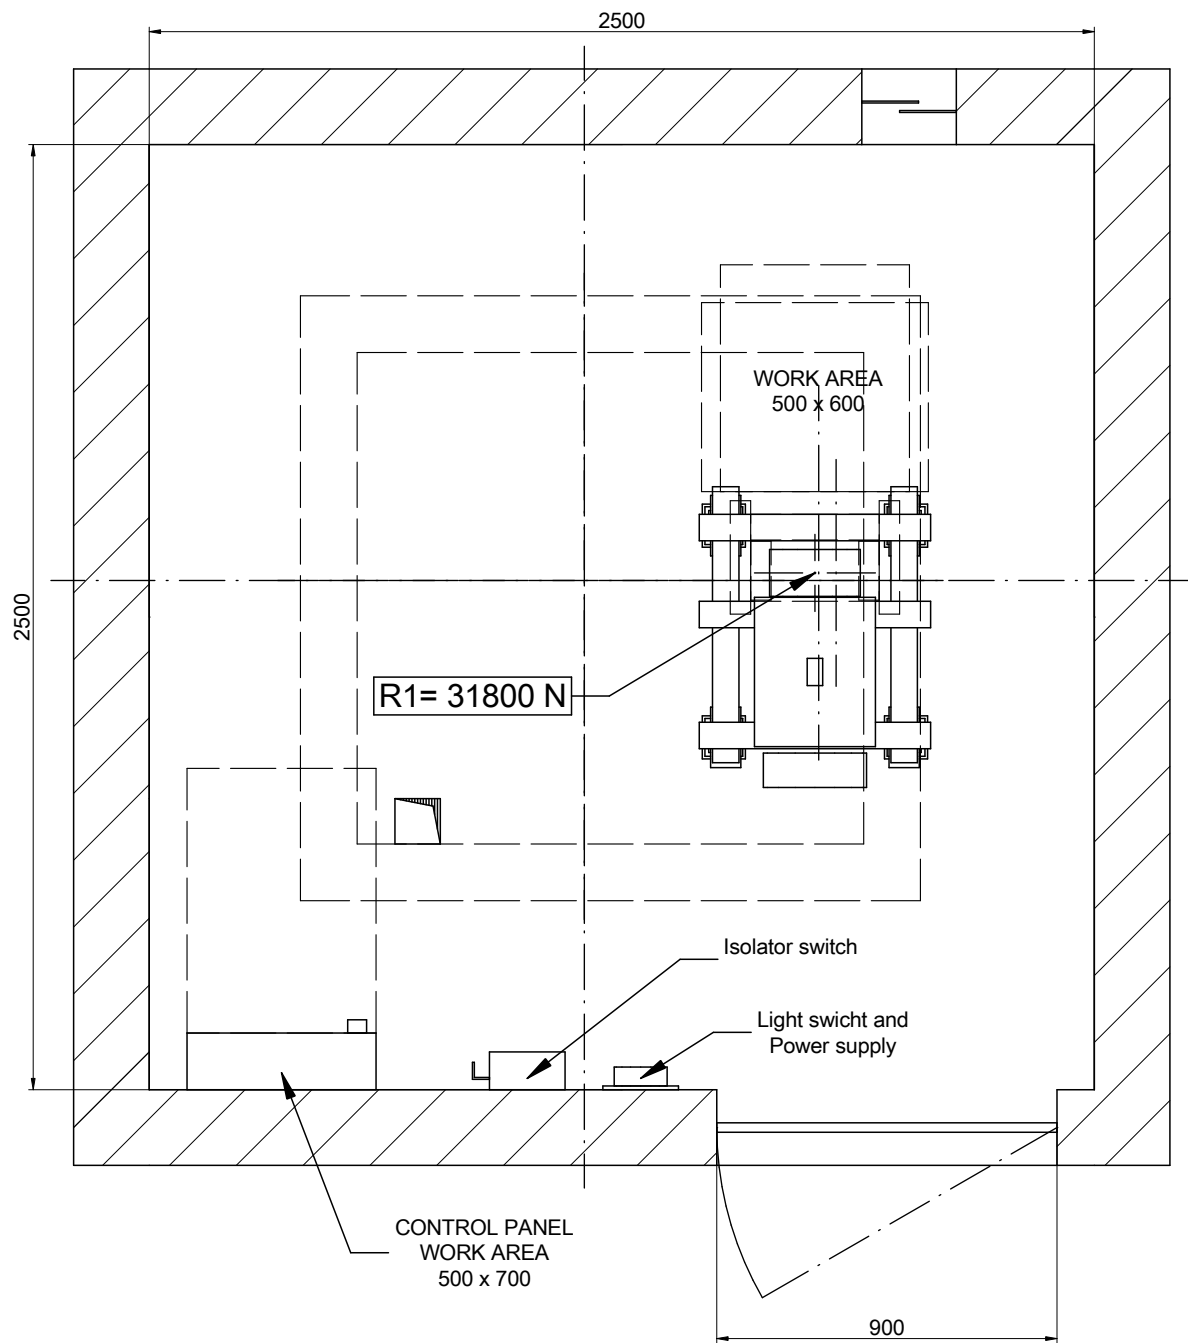 2500
2500
WORK AREA
500 x 600
R1= 31800 N
Isolator switch
Light swicht and
Power supply
CONTROL PANEL
WORK AREA
500 x 700
900